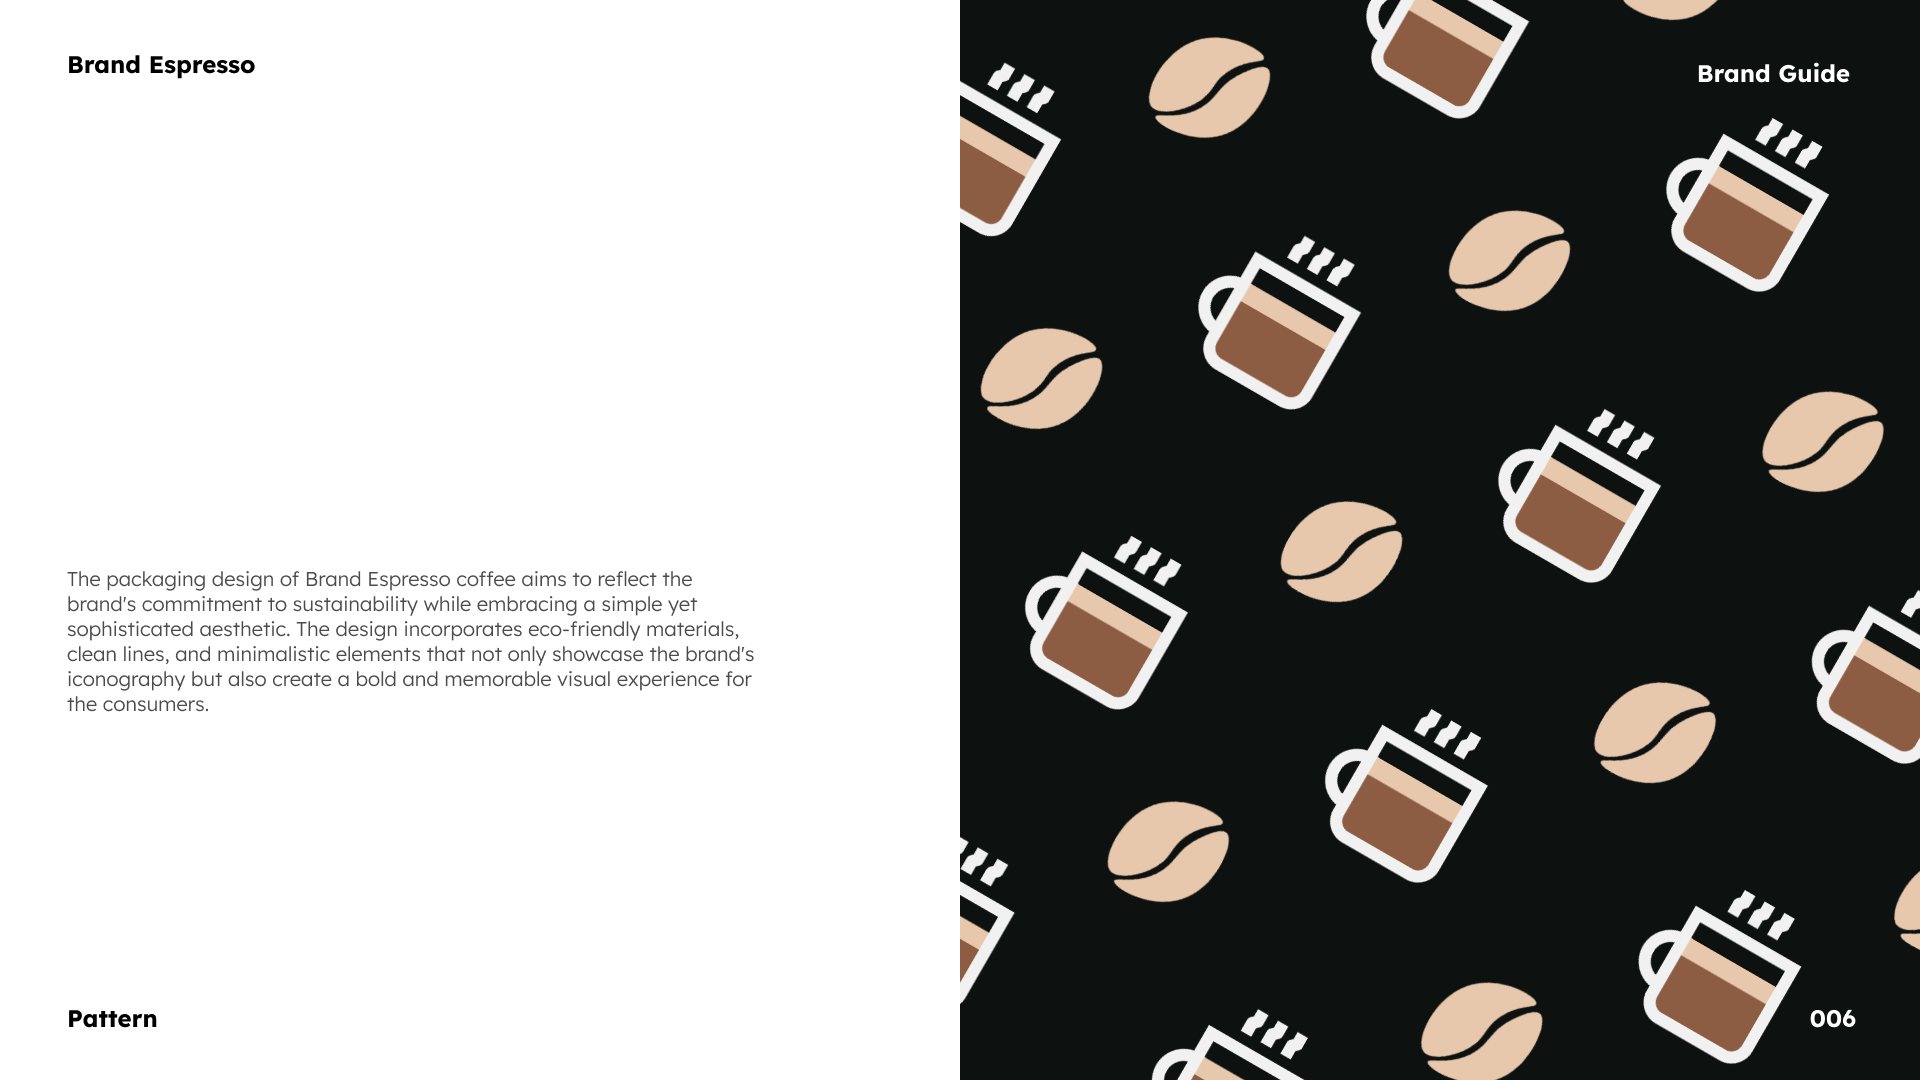 Brand Espresso
Brand Guide
The packaging design of Brand Espresso coffee aims to reflect the
brand's commitment to sustainability while embracing a simple yet
sophisticated aesthetic. The design incorporates eco-friendly materials,
clean lines, and minimalistic elements that not only showcase the brand's
iconography but also create a bold and memorable visual experience for
the consumers.
Pattern
006